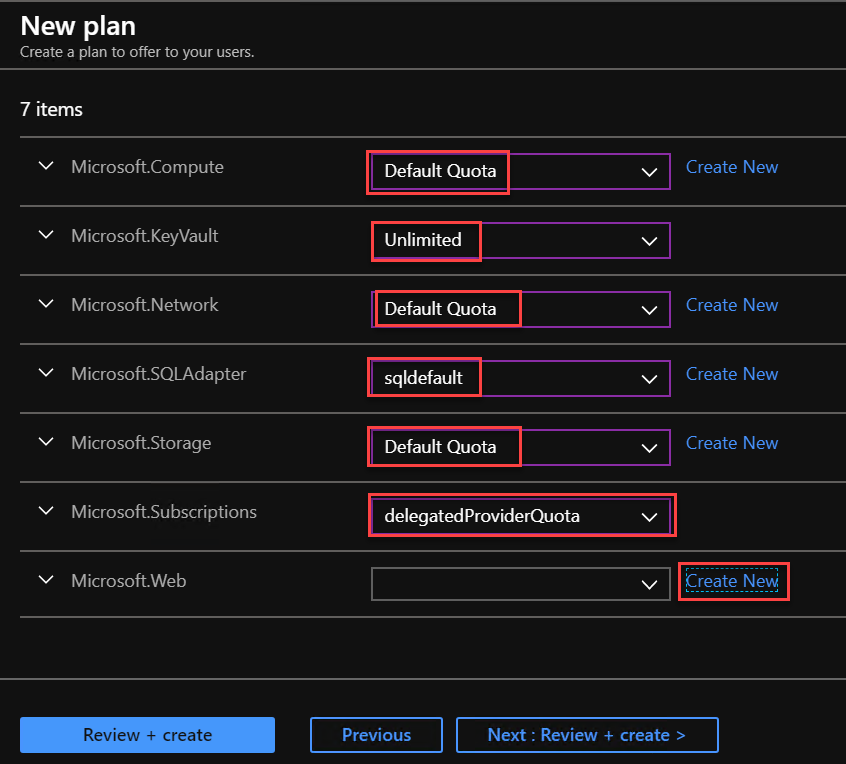 New plan
Create a plan to offer to your users.
7 items
Microsoft.Compute Default Quota Create New
Microsoft.KeyVault Unlimited
Microsoft.Network Default Quota Create New
Microsoft.SQLAdapter sqldefault Create New
Microsoft.Storage Default Quota Create New
Microsoft.Subscriptions delegatedProviderQuota
Microsoft.Web Create New
Review + create Previous Next : Review + create >